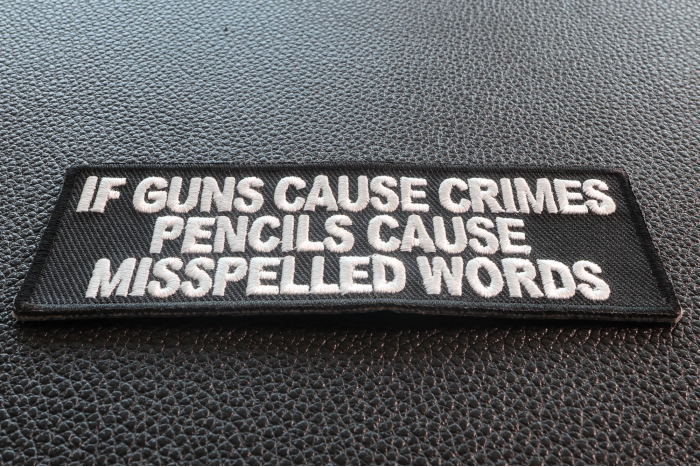 IF GUNS CAUSE CRIMES
PENCILS CAUSE
MISSPELLED WORDS